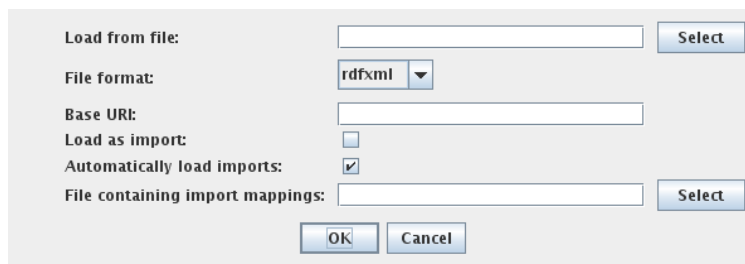 Load from file: Select
File format: rdfxml
Base URI:
Load as import:
Automatically load imports:
File containing import mappings: Select
OK Cancel